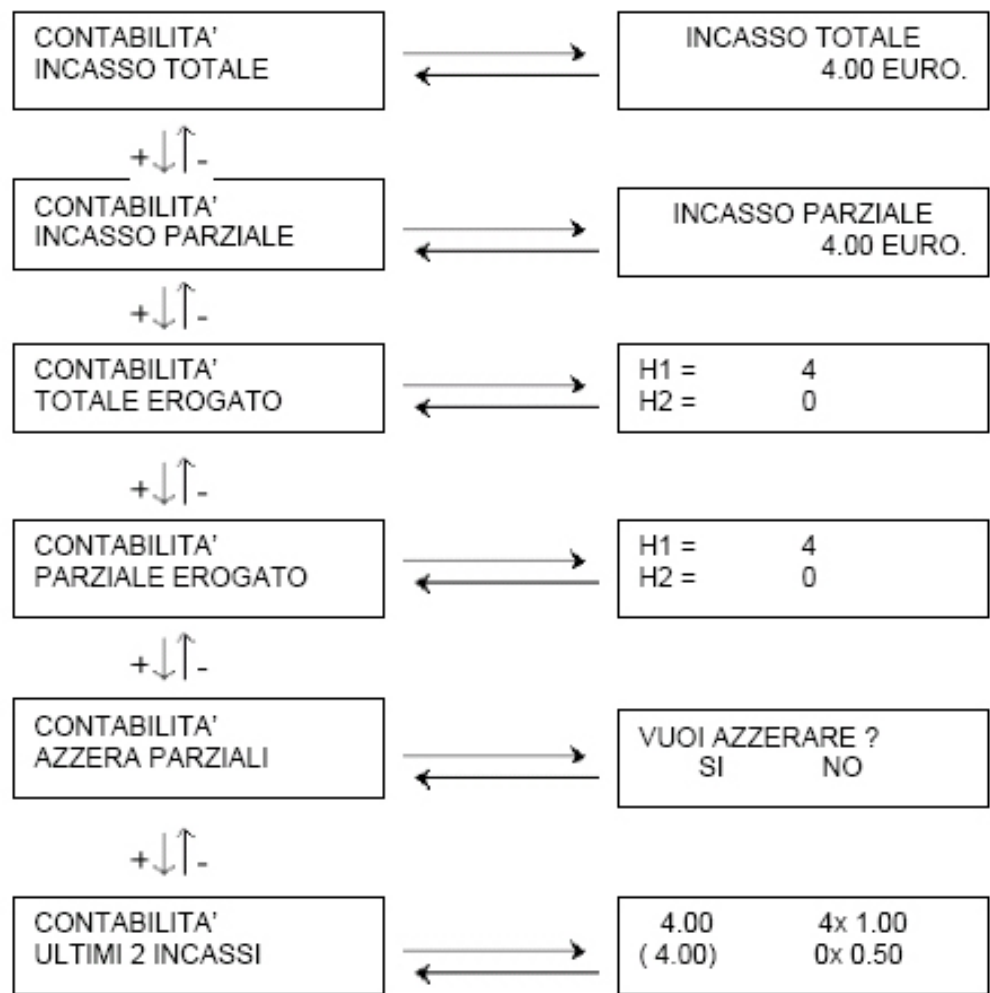 CONTABILITA'
INCASSO TOTALE
INCASSO TOTALE
4.00 EURO.
+ -
CONTABILITA'
INCASSO PARZIALE
INCASSO PARZIALE
4.00 EURO.
+ -
CONTABILITA'
TOTALE EROGATO
H1 = 4
H2 = 0
+ -
CONTABILITA'
PARZIALE EROGATO
H1 = 4
H2 = 0
+ -
CONTABILITA'
AZZERA PARZIALI
VUOI AZZERARE ?
SI NO
+ -
CONTABILITA'
ULTIMI 2 INCASSI
4.00 4x 1.00
( 4.00) 0x 0.50